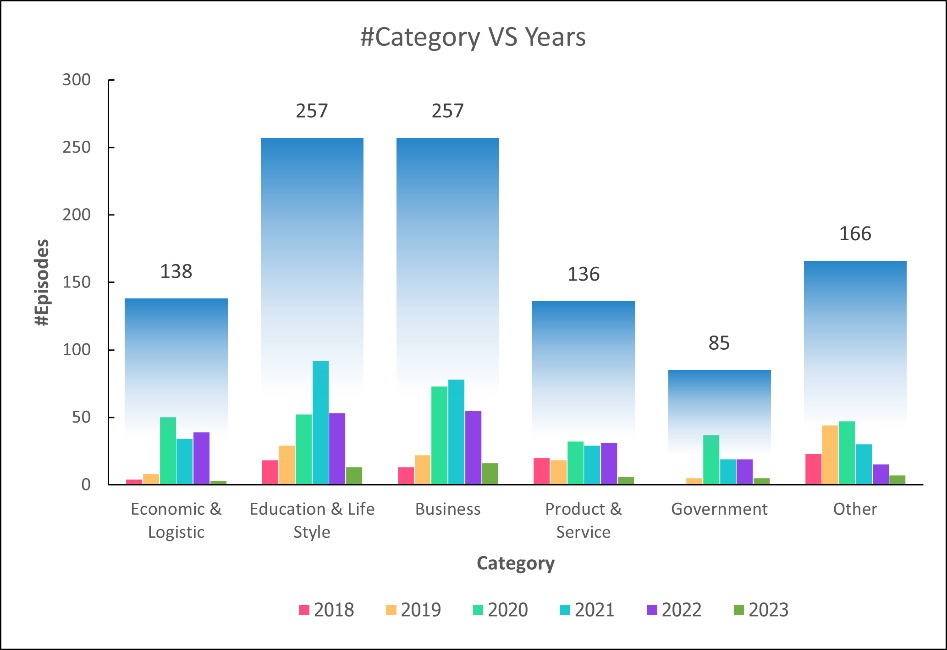 #Category VS Years
300
250
200
150
100
50
0
#Episodes
138
257
257
136
85
166
Economic &
Logistic
Education & Life
Style
Business
Product &
Service
Government
Other
Category
2018 2019 2020 2021 2022 2023